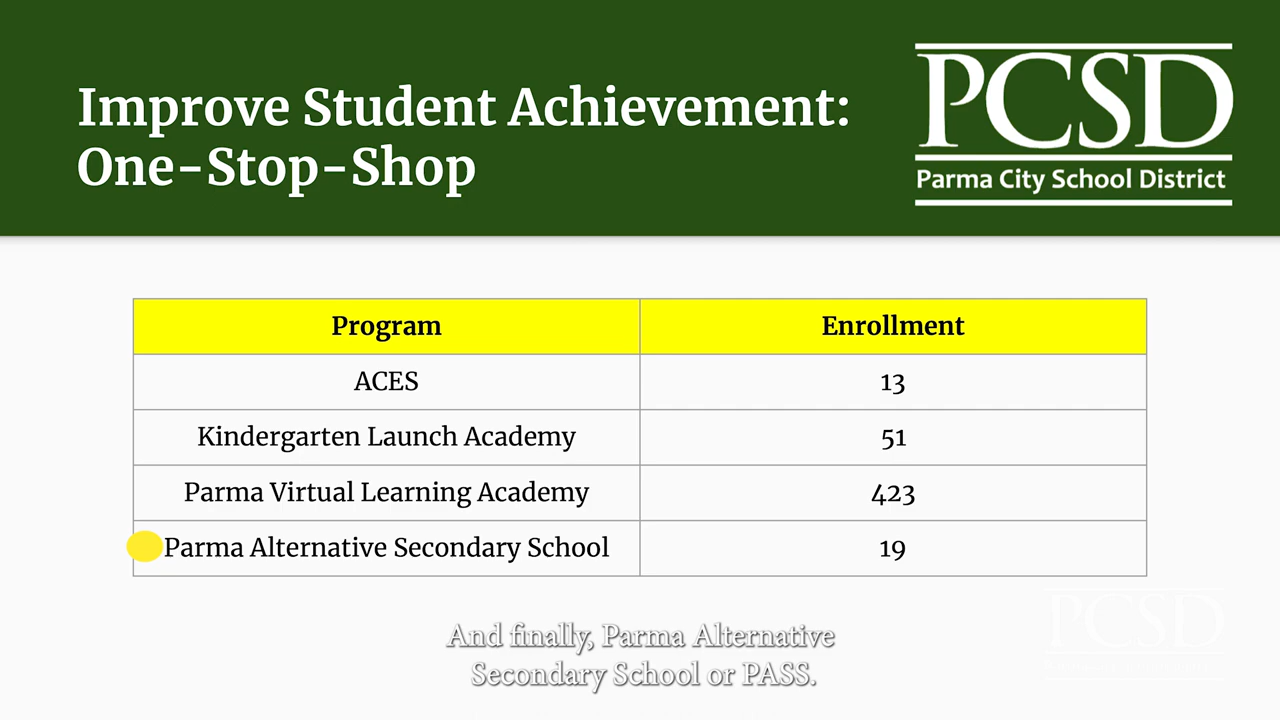 Improve Student Achievement:
One-Stop-Shop
PCSD
Parma City School District
Program Enrollment
ACES 13
Kindergarten Launch Academy 51
Parma Virtual Learning Academy 423
Parma Alternative Secondary School 19
And finally, Parma Alternative
Secondary School or PASS.
PCSD